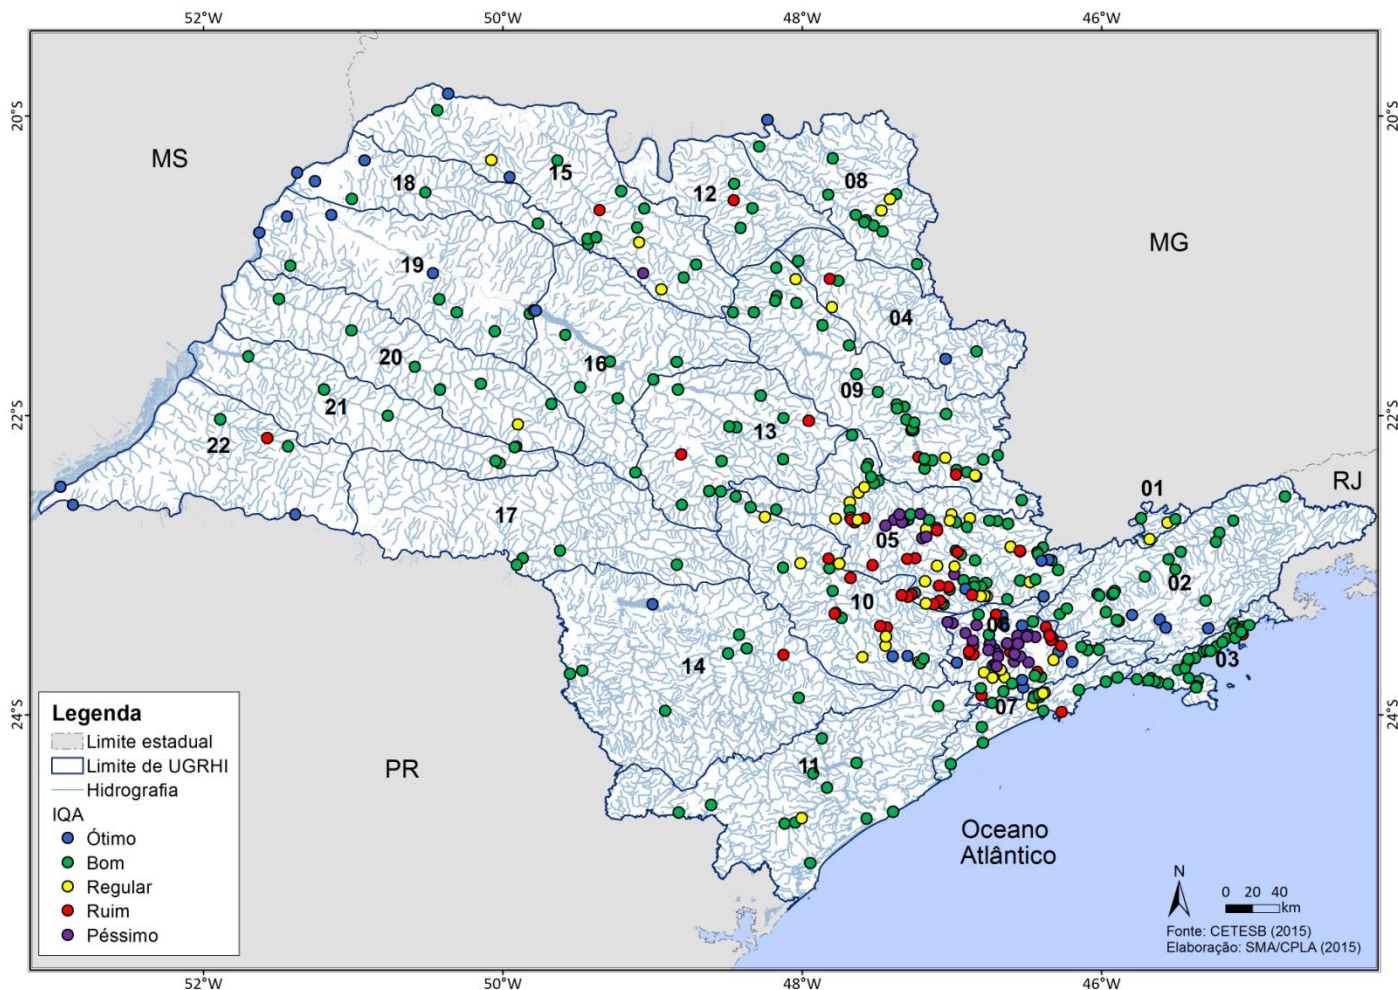 52°W 50°W 48°W 46°W
20°S 20°S
MS
MG
15
18
12
08
19
04
16
09
20
21
13
22
17
RJ
01
05
02
10
06
03
14
07
11
22°S 22°S
24°S 24°S
PR
Oceano
Atlântico
Legenda
Limite estadual
Limite de UGRHI
Hidrografia
IQA
Ótimo
Bom
Regular
Ruim
Péssimo
N
0 20 40
km
Fonte: CETESB (2015)
Elaboração: SMA/CPLA (2015)
52°W 50°W 48°W 46°W